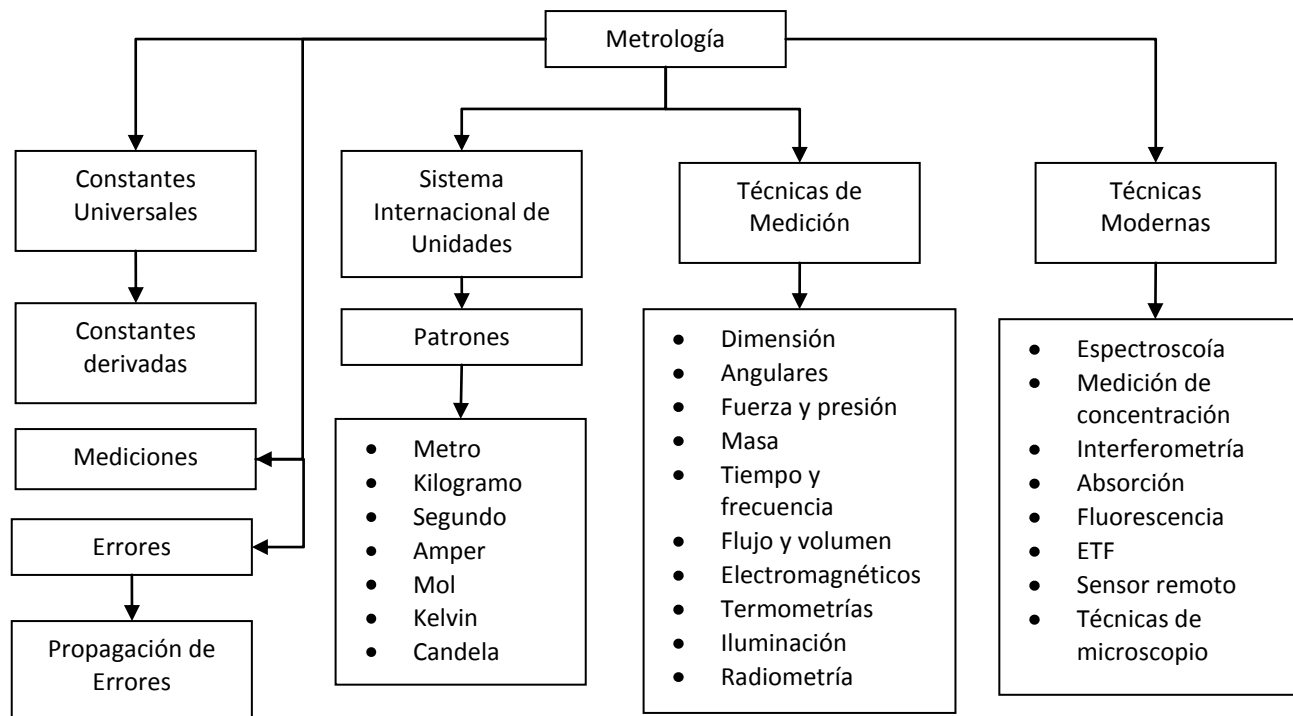 Metrología
Constantes
Universales
Constantes
derivadas
Mediciones
Errores
Propagación de
Errores
Sistema
Internacional de
Unidades
Patrones
• Metro
• Kilogramo
• Segundo
• Amper
• Mol
• Kelvin
• Candela
Técnicas de
Medición
• Dimensión
• Angulares
• Fuerza y presión
• Masa
• Tiempo y
frecuencia
• Flujo y volumen
• Electromagnéticos
• Termometrías
• Iluminación
• Radiometría
Técnicas
Modernas
• Espectroscoía
• Medición de
concentración
• Interferometría
• Absorción
• Fluorescencia
• ETF
• Sensor remoto
• Técnicas de
microscopio